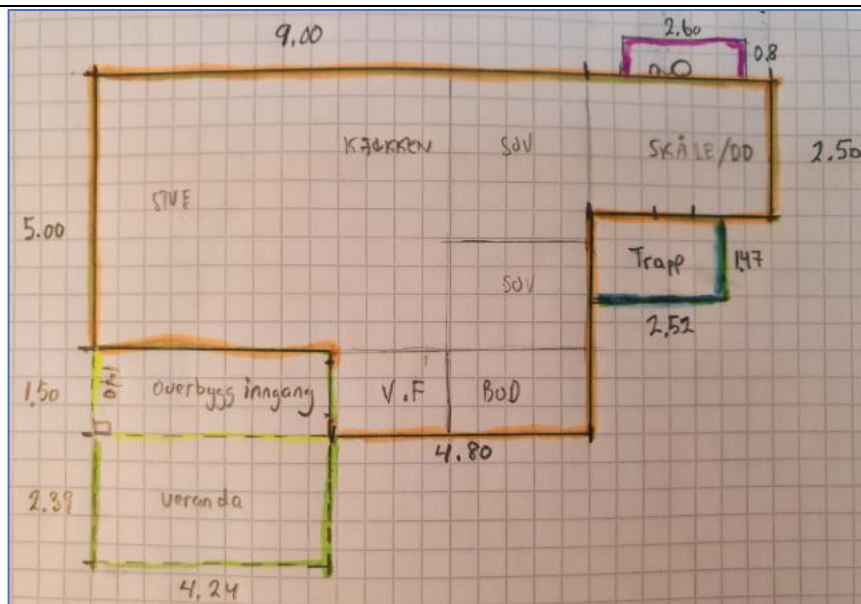 9.00
2.60
0.8
KJØKKEN
SOV
SKÅLE/DO
2.50
STUE
5.00
SOV
Trapp
1.47
2.52
1.50
overbygg inngang
V.F
BOD
4.80
2.39
veranda
4.24